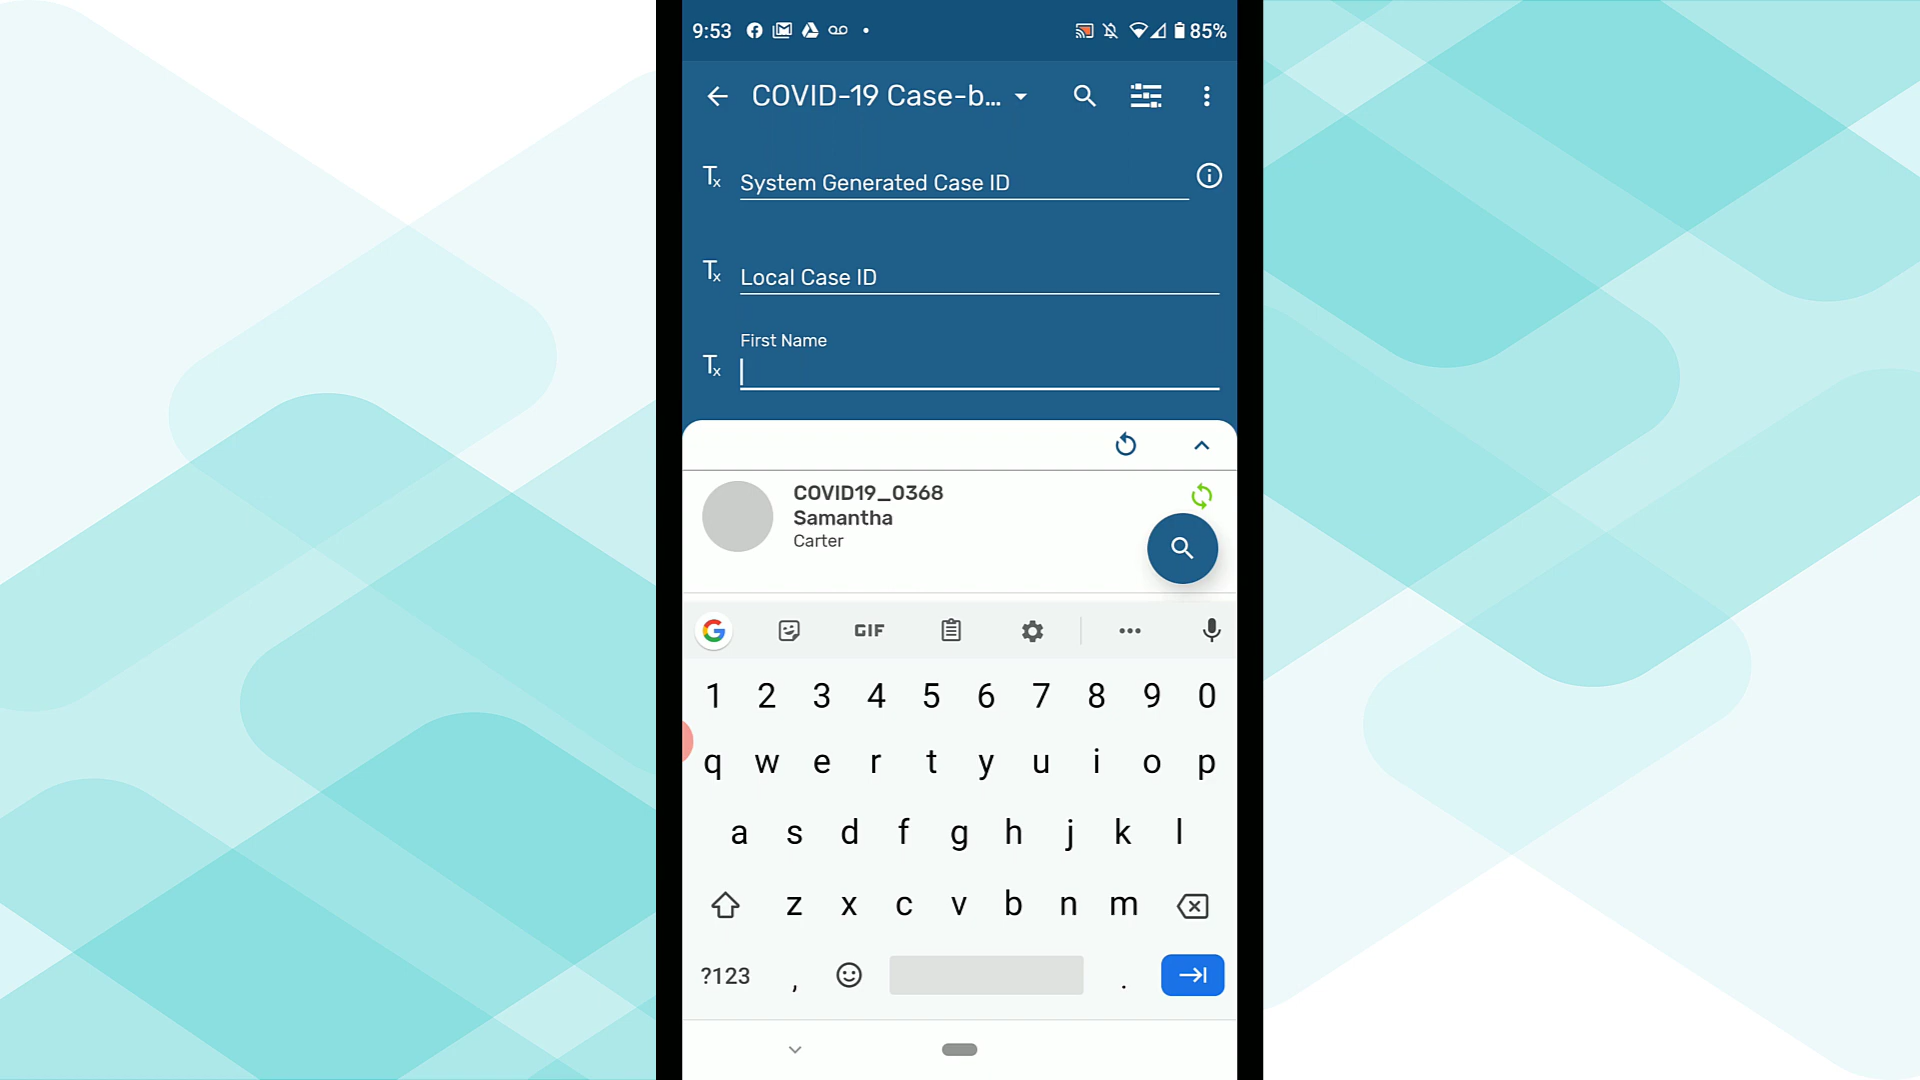 9:53
85%
COVID-19 Case-b...
System Generated Case ID
Local Case ID
First Name
COVID19_0368
Samantha
Carter
G GIF
1 2 3 4 5 6 7 8 9 0
q w e r t y u i o p
a s d f g h j k l
z x c v b n m
?123 , .